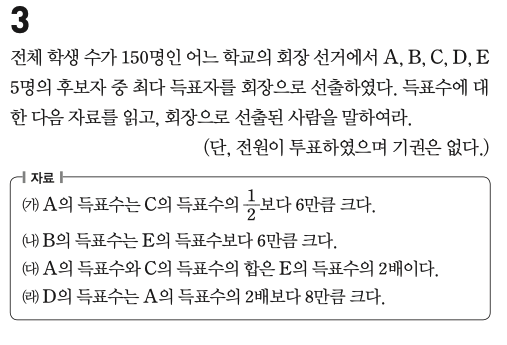 3
전체 학생 수가 150명인 어느 학교의 회장 선거에서 A, B, C, D, E
5명의 후보자 중 최다 득표자를 회장으로 선출하였다. 득표수에 대
한 다음 자료를 읽고, 회장으로 선출된 사람을 말하여라.
(단, 전원이 투표하였으며 기권은 없다.)
자료
㈎ A의 득표수는 C의 득표수의 1/2보다 6만큼 크다.
㈏ B의 득표수는 E의 득표수보다 6만큼 크다.
㈐ A의 득표수와 C의 득표수의 합은 E의 득표수의 2배이다.
㈑ D의 득표수는 A의 득표수의 2배보다 8만큼 크다.